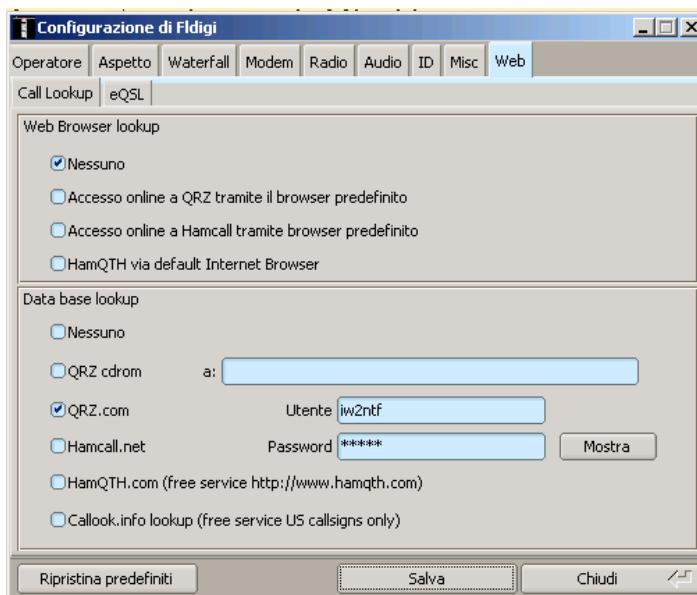 Configurazione di Fldigi
Operatore Aspetto Waterfall Modem Radio Audio ID Misc Web
Call Lookup eQSL
Web Browser lookup
Nessuno
Accesso online a QRZ tramite il browser predefinito
Accesso online a Hamcall tramite browser predefinito
HamQTH via default Internet Browser
Data base lookup
Nessuno
QRZ cdrom a:
QRZ.com Utente iw2ntf
Hamcall.net Password ***** Mostra
HamQTH.com (free service http://www.hamqth.com)
Callook.info lookup (free service US callsigns only)
Ripristina predefiniti Salva Chiudi